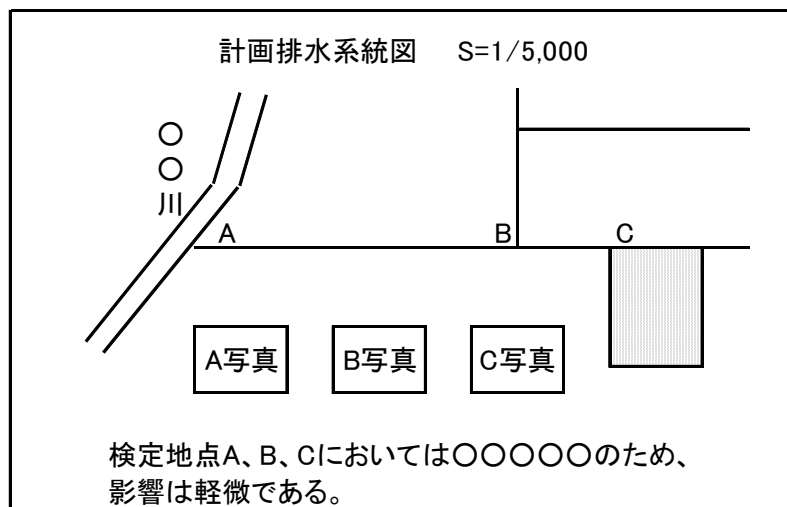 計画排水系統図 S=1/5,000
〇〇川
A
B
C
A写真
B写真
C写真
検定地点A、B、Cにおいては〇〇〇〇〇のため、
影響は軽微である。